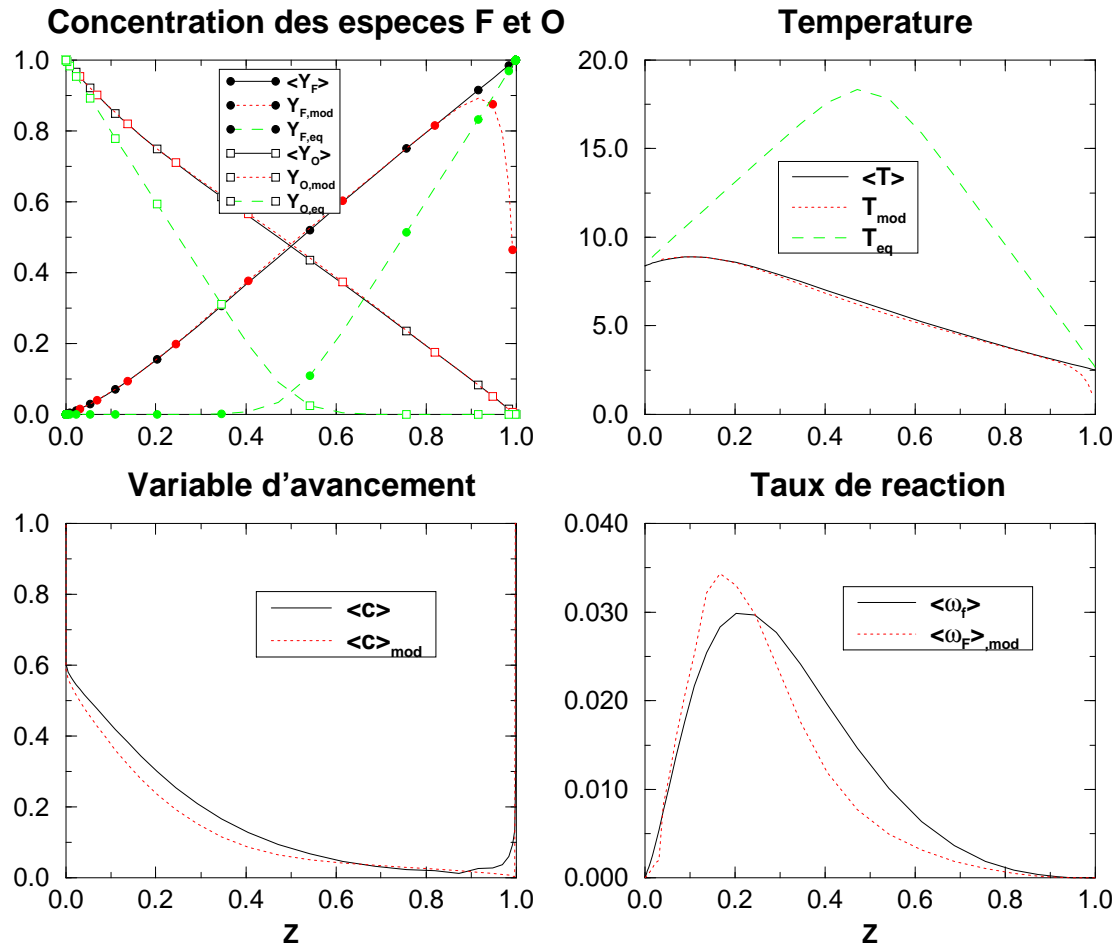 Concentration des especes F et O
1.0
0.8
0.6
0.4
0.2
0.0
0.0 0.2 0.4 0.6 0.8 1.0
<Y_F>
Y_F,mod
Y_F,eq
<Y_O>
Y_O,mod
Y_O,eq
Temperature
20.0
15.0
10.0
5.0
0.0
0.0 0.2 0.4 0.6 0.8 1.0
<T>
T_mod
T_eq
Variable d'avancement
1.0
0.8
0.6
0.4
0.2
0.0
0.0 0.2 0.4 0.6 0.8 1.0
Z
<c>
<c>_mod
Taux de reaction
0.040
0.030
0.020
0.010
0.000
0.0 0.2 0.4 0.6 0.8 1.0
Z
<ω_f>
<ω_F>_,mod